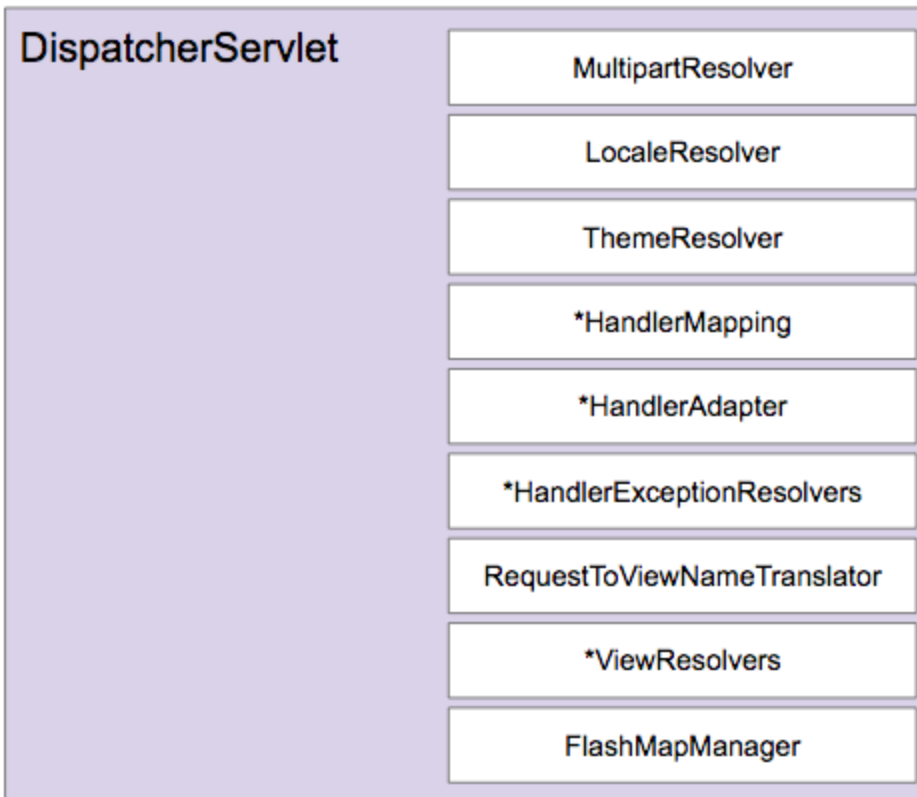 DispatcherServlet
MultipartResolver
LocaleResolver
ThemeResolver
*HandlerMapping
*HandlerAdapter
*HandlerExceptionResolvers
RequestToViewNameTranslator
*ViewResolvers
FlashMapManager